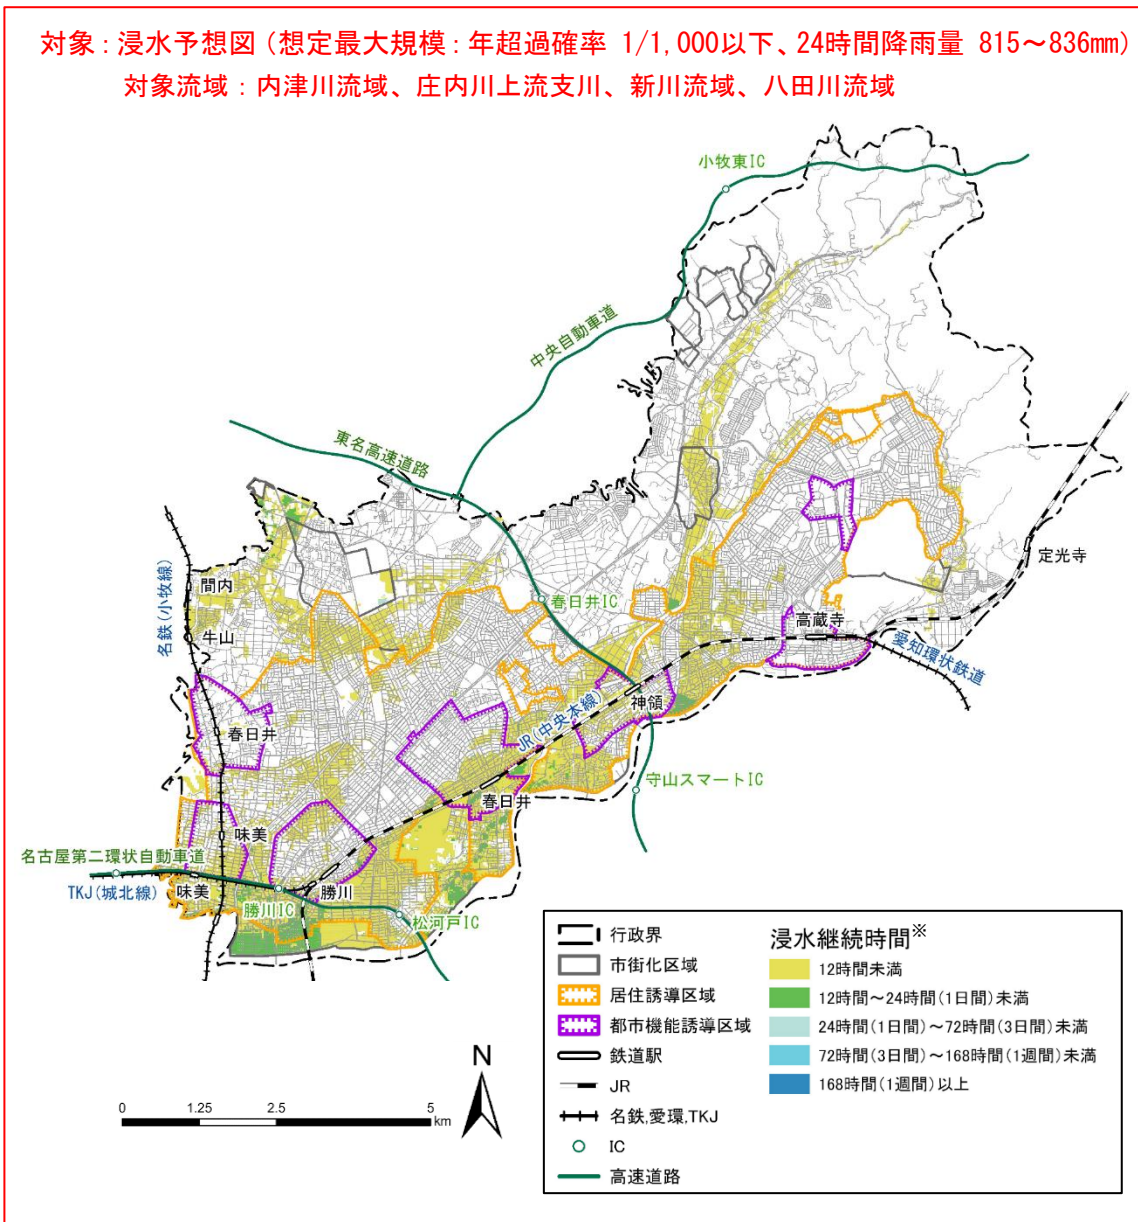 対象：浸水予想図（想定最大規模：年超過確率 1/1,000以下、24時間降雨量 815～836mm）
対象流域：内津川流域、庄内川上流支川、新川流域、八田川流域
小牧東IC
中央自動車道
東名高速道路
名鉄(小牧線)
間内
牛山
春日井IC
定光寺
高蔵寺
愛知環状鉄道
神領
JR(中央本線)
春日井
守山スマートIC
春日井
味美
名古屋第二環状自動車道
TKJ(城北線)
味美
勝川
勝川IC
松河戸IC
行政界
市街化区域
居住誘導区域
都市機能誘導区域
鉄道駅
JR
名鉄,愛環,TKJ
IC
高速道路
浸水継続時間※
12時間未満
12時間～24時間(1日間)未満
24時間(1日間)～72時間(3日間)未満
72時間(3日間)～168時間(1週間)未満
168時間(1週間)以上
N
0 1.25 2.5 5
km